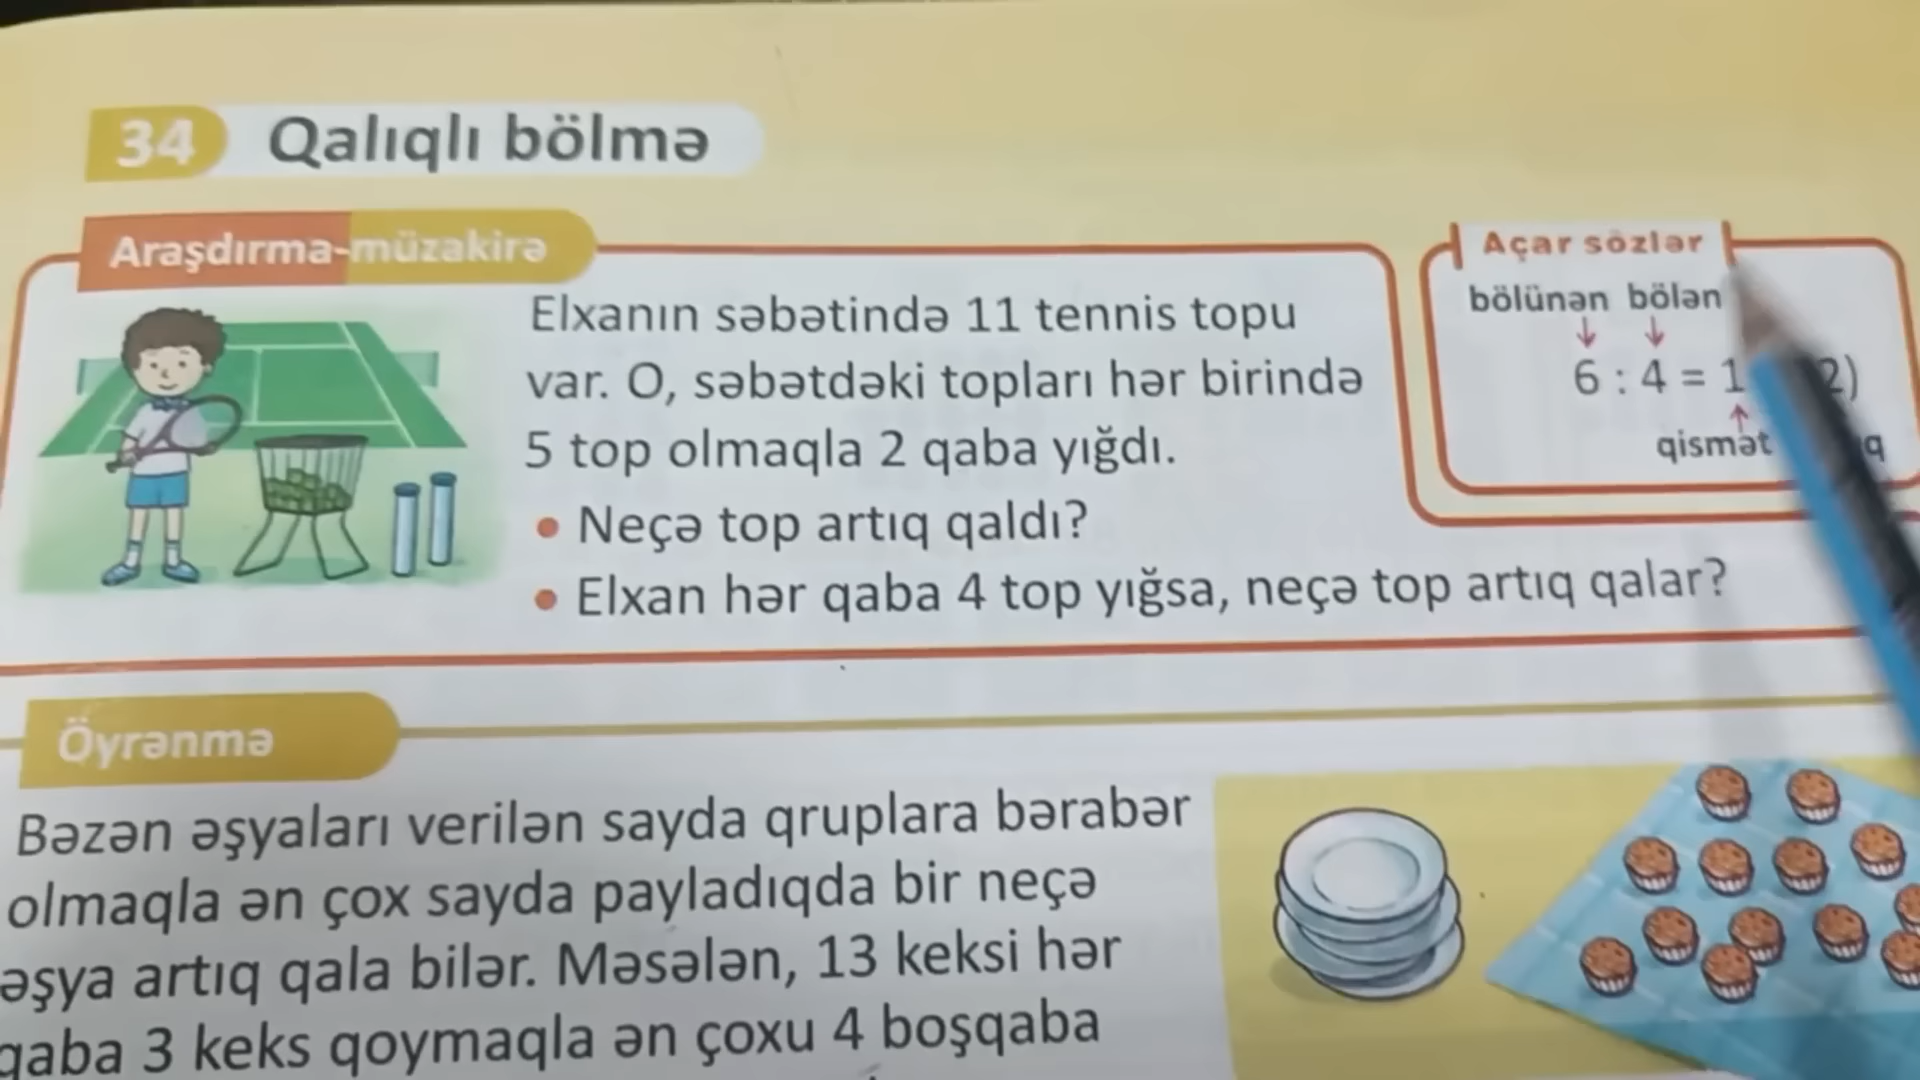 34 Qalıqlı bölmə
Araşdırma-müzakirə
Elxanın səbətində 11 tennis topu
var. O, səbətdəki topları hər birində
5 top olmaqla 2 qaba yığdı.
• Neçə top artıq qaldı?
• Elxan hər qaba 4 top yığsa, neçə top artıq qalar?
Açar sözlər
bölünən bölən
6 : 4 = 1 2)
qismət
Öyrənmə
Bəzən əşyaları verilən sayda qruplara bərabər
olmaqla ən çox sayda payladıqda bir neçə
əşya artıq qala bilər. Məsələn, 13 keksi hər
qaba 3 keks qoymaqla ən çoxu 4 boşqaba